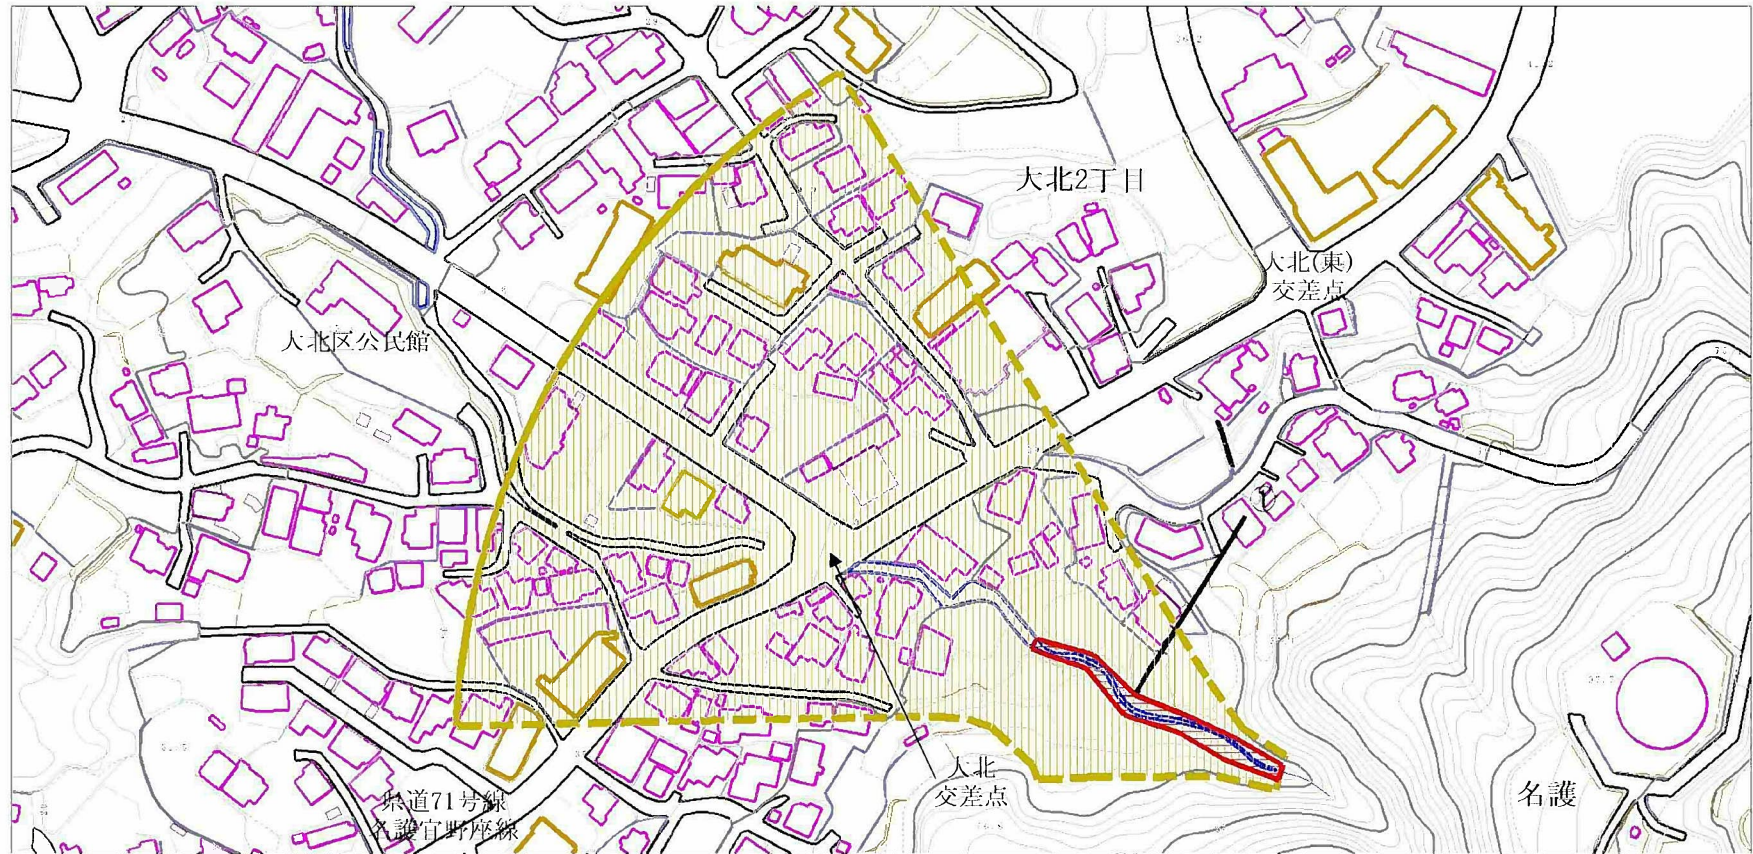 大北2丁目
大北(東)
交差点
大北区公民館
大北
交差点
名護
県道71号線
名護宜野座線